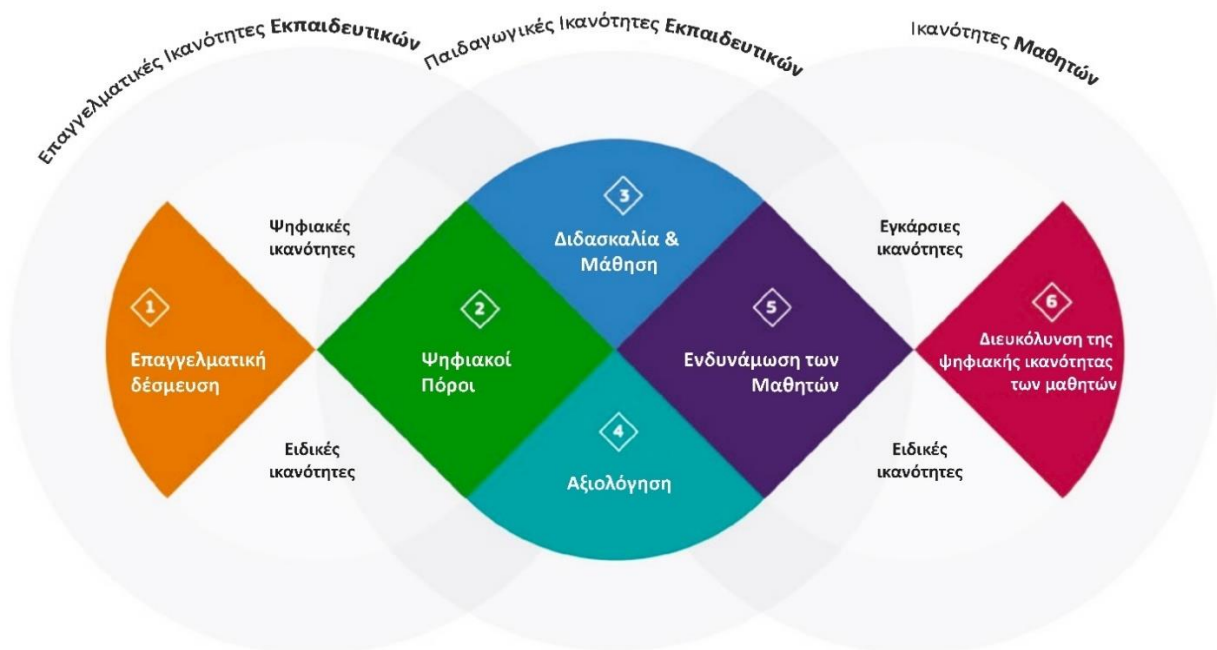 Επαγγελματικές Ικανότητες Εκπαιδευτικών
Παιδαγωγικές Ικανότητες Εκπαιδευτικών
Ικανότητες Μαθητών
Ψηφιακές
ικανότητες
Ειδικές
ικανότητες
1
Επαγγελματική
δέσμευση
2
Ψηφιακοί
Πόροι
3
Διδασκαλία &
Μάθηση
4
Αξιολόγηση
5
Ενδυνάμωση των
Μαθητών
Εγκάρσιες
ικανότητες
Ειδικές
ικανότητες
6
Διευκόλυνση της
ψηφιακής ικανότητας
των μαθητών